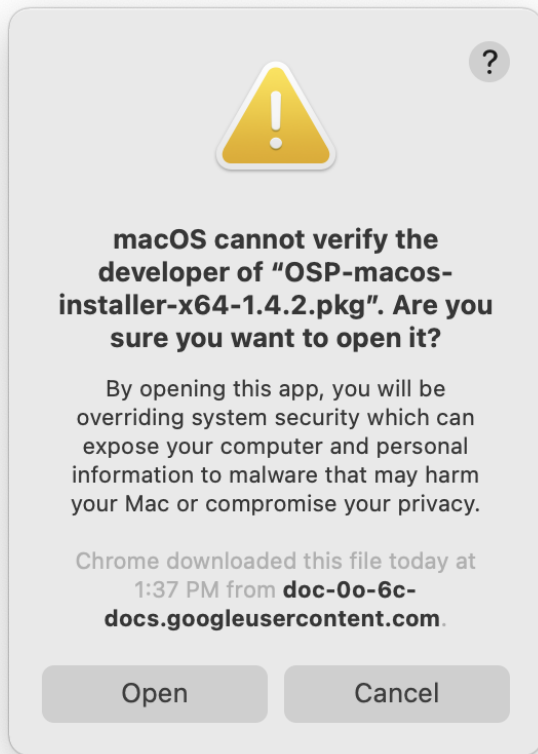 ?
macOS cannot verify the
developer of “OSP-macos-
installer-x64-1.4.2.pkg”. Are you
sure you want to open it?
By opening this app, you will be
overriding system security which can
expose your computer and personal
information to malware that may harm
your Mac or compromise your privacy.
Chrome downloaded this file today at
1:37 PM from doc-0o-6c-
docs.googleusercontent.com.
Open Cancel